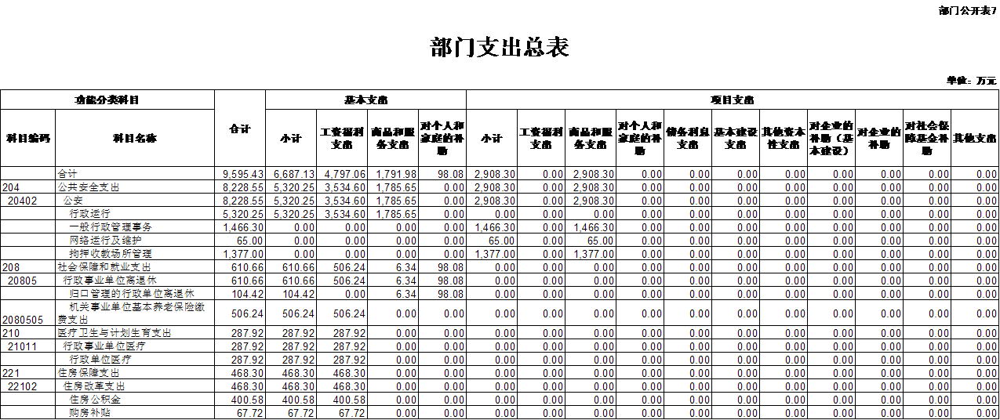 部门公开表7
部门支出总表
单位：万元
功能分类科目 合计 基本支出 项目支出
科目编码 科目名称 小计 工资福利支出 商品和服务支出 对个人和家庭的补助 小计 工资福利支出 商品和服务支出 对个人和家庭的补助 债务利息支出 基本建设支出 其他资本性支出 对企业的补助（基本建设） 对企业的补助 对社会保障基金补助 其他支出
合计 9,595.43 6,687.13 4,797.06 1,791.98 98.08 2,908.30 0.00 2,908.30 0.00 0.00 0.00 0.00 0.00 0.00 0.00 0.00
204 公共安全支出 8,228.55 5,320.25 3,534.60 1,785.65 0.00 2,908.30 0.00 2,908.30 0.00 0.00 0.00 0.00 0.00 0.00 0.00 0.00
20402 公安 8,228.55 5,320.25 3,534.60 1,785.65 0.00 2,908.30 0.00 2,908.30 0.00 0.00 0.00 0.00 0.00 0.00 0.00 0.00
行政运行 5,320.25 5,320.25 3,534.60 1,785.65 0.00 0.00 0.00 0.00 0.00 0.00 0.00 0.00 0.00 0.00 0.00 0.00
一般行政管理事务 1,466.30 0.00 0.00 0.00 0.00 1,466.30 0.00 1,466.30 0.00 0.00 0.00 0.00 0.00 0.00 0.00 0.00
网络运行及维护 65.00 0.00 0.00 0.00 0.00 65.00 0.00 65.00 0.00 0.00 0.00 0.00 0.00 0.00 0.00 0.00
拘押收教场所管理 1,377.00 0.00 0.00 0.00 0.00 1,377.00 0.00 1,377.00 0.00 0.00 0.00 0.00 0.00 0.00 0.00 0.00
208 社会保障和就业支出 610.66 610.66 506.24 6.34 98.08 0.00 0.00 0.00 0.00 0.00 0.00 0.00 0.00 0.00 0.00 0.00
20805 行政事业单位离退休 610.66 610.66 506.24 6.34 98.08 0.00 0.00 0.00 0.00 0.00 0.00 0.00 0.00 0.00 0.00 0.00
归口管理的行政单位离退休 104.42 104.42 0.00 6.34 98.08 0.00 0.00 0.00 0.00 0.00 0.00 0.00 0.00 0.00 0.00 0.00
2080505 机关事业单位基本养老保险缴费支出 506.24 506.24 506.24 0.00 0.00 0.00 0.00 0.00 0.00 0.00 0.00 0.00 0.00 0.00 0.00 0.00
210 医疗卫生与计划生育支出 287.92 287.92 287.92 0.00 0.00 0.00 0.00 0.00 0.00 0.00 0.00 0.00 0.00 0.00 0.00 0.00
21011 行政事业单位医疗 287.92 287.92 287.92 0.00 0.00 0.00 0.00 0.00 0.00 0.00 0.00 0.00 0.00 0.00 0.00 0.00
行政单位医疗 287.92 287.92 287.92 0.00 0.00 0.00 0.00 0.00 0.00 0.00 0.00 0.00 0.00 0.00 0.00 0.00
221 住房保障支出 468.30 468.30 468.30 0.00 0.00 0.00 0.00 0.00 0.00 0.00 0.00 0.00 0.00 0.00 0.00 0.00
22102 住房改革支出 468.30 468.30 468.30 0.00 0.00 0.00 0.00 0.00 0.00 0.00 0.00 0.00 0.00 0.00 0.00 0.00
住房公积金 400.58 400.58 400.58 0.00 0.00 0.00 0.00 0.00 0.00 0.00 0.00 0.00 0.00 0.00 0.00 0.00
购房补贴 67.72 67.72 67.72 0.00 0.00 0.00 0.00 0.00 0.00 0.00 0.00 0.00 0.00 0.00 0.00 0.00